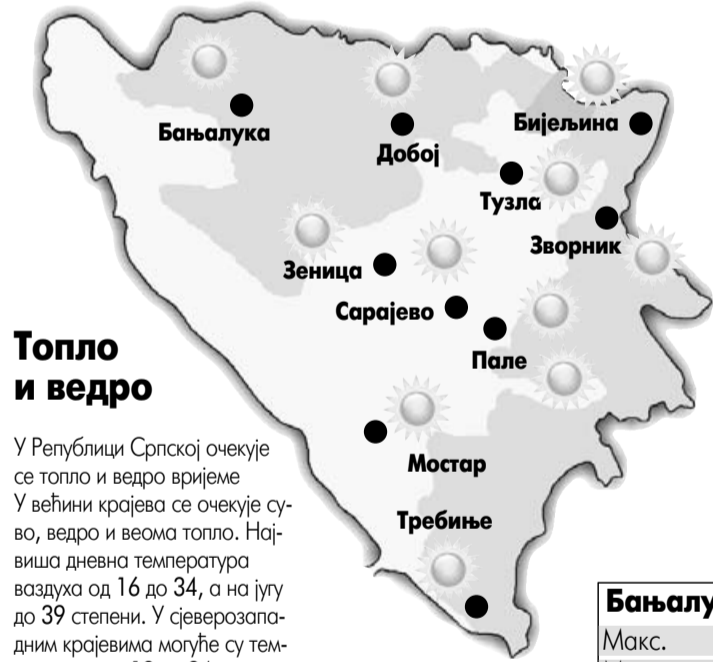 Бањалука
Добој
Бијељина
Тузла
Зворник
Зеница
Сарајево
Пале
Мостар
Требиње
Топло
и ведро
У Републици Српској очекује
се топло и ведро вријеме
У већини крајева се очекује су-
во, ведро и веома топло. Нај-
виша дневна температура
ваздуха од 16 до 34, а на југу
до 39 степени. У сјеверозапа-
дним крајевима могуће су тем-
Бањалу
Макс.